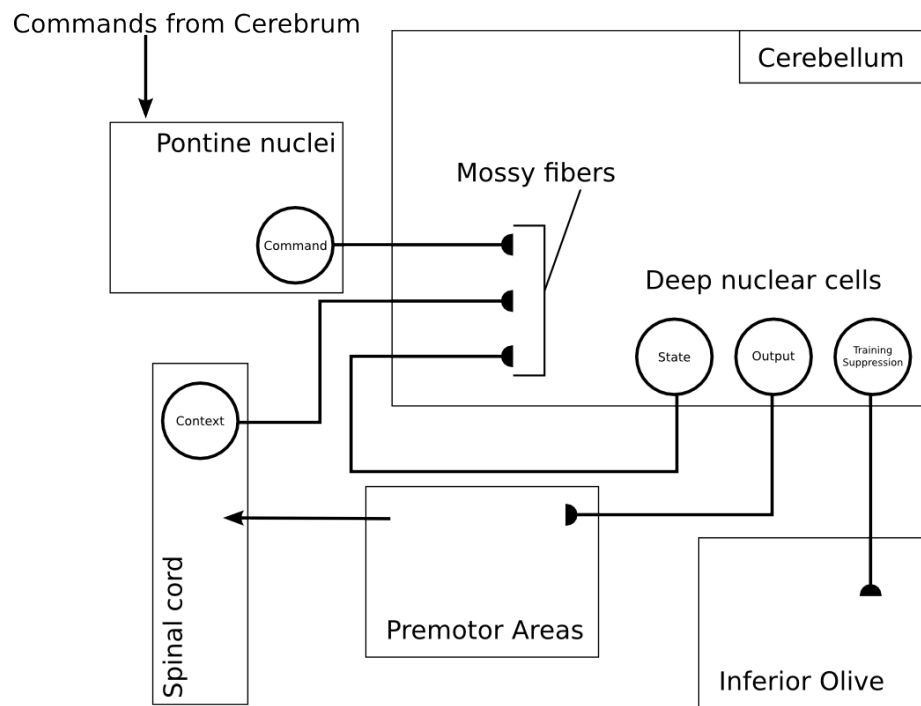 Commands from Cerebrum
Cerebellum
Pontine nuclei
Mossy fibers
Command
Deep nuclear cells
State
Output
Training
Suppression
Context
Spinal cord
Premotor Areas
Inferior Olive